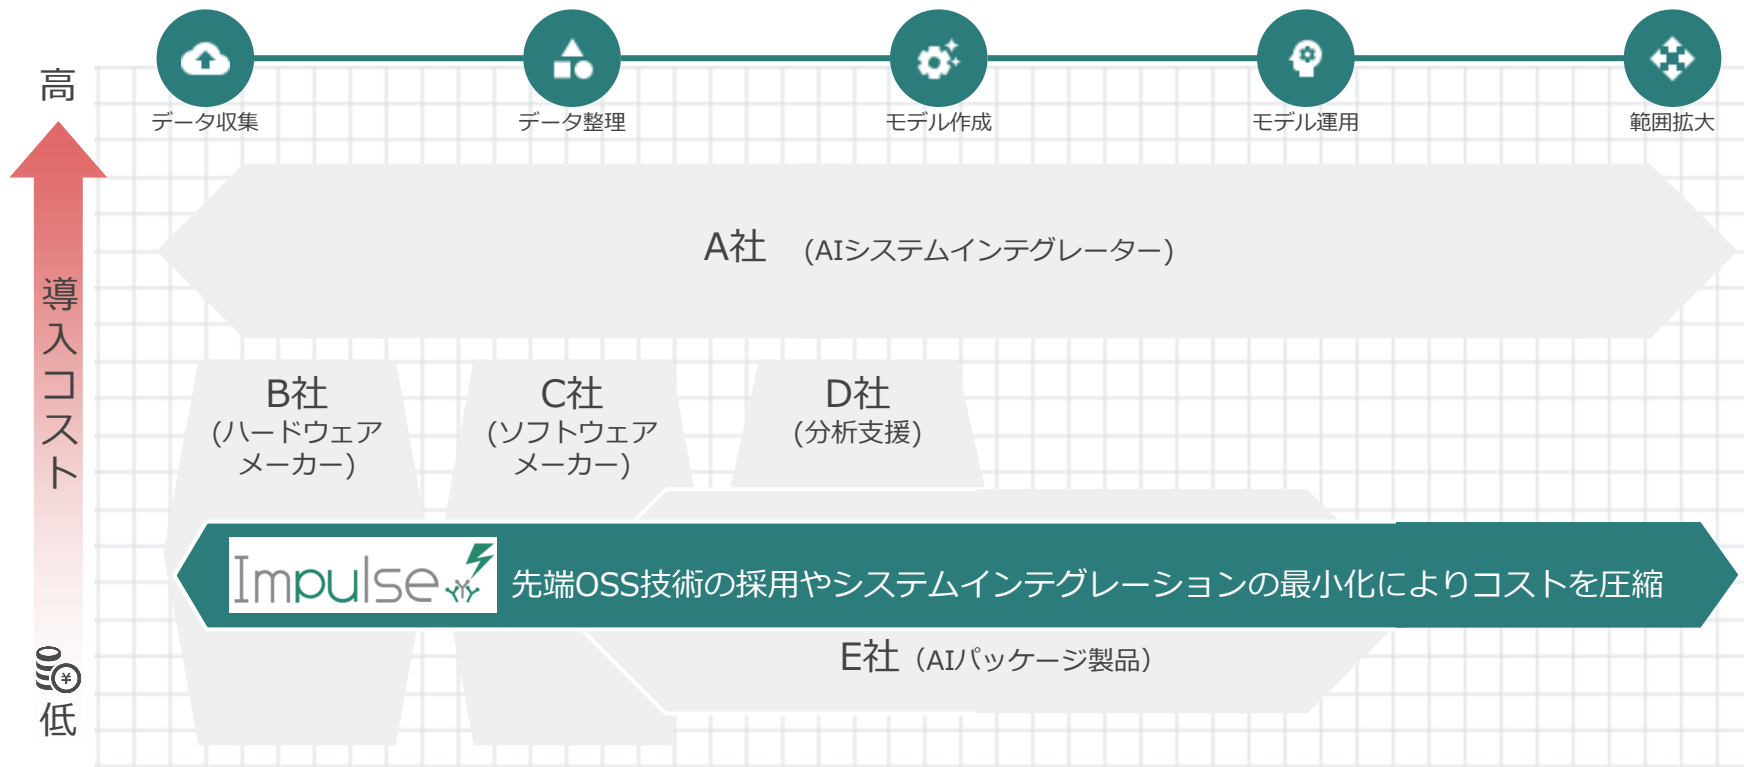 データ収集
データ整理
モデル作成
モデル運用
範囲拡大
高
導入コスト
¥
低
A社 (AIシステムインテグレーター)
B社
(ハードウェア
メーカー)
C社
(ソフトウェア
メーカー)
D社
(分析支援)
Impulse
先端OSS技術の採用やシステムインテグレーションの最小化によりコストを圧縮
E社（AIパッケージ製品）